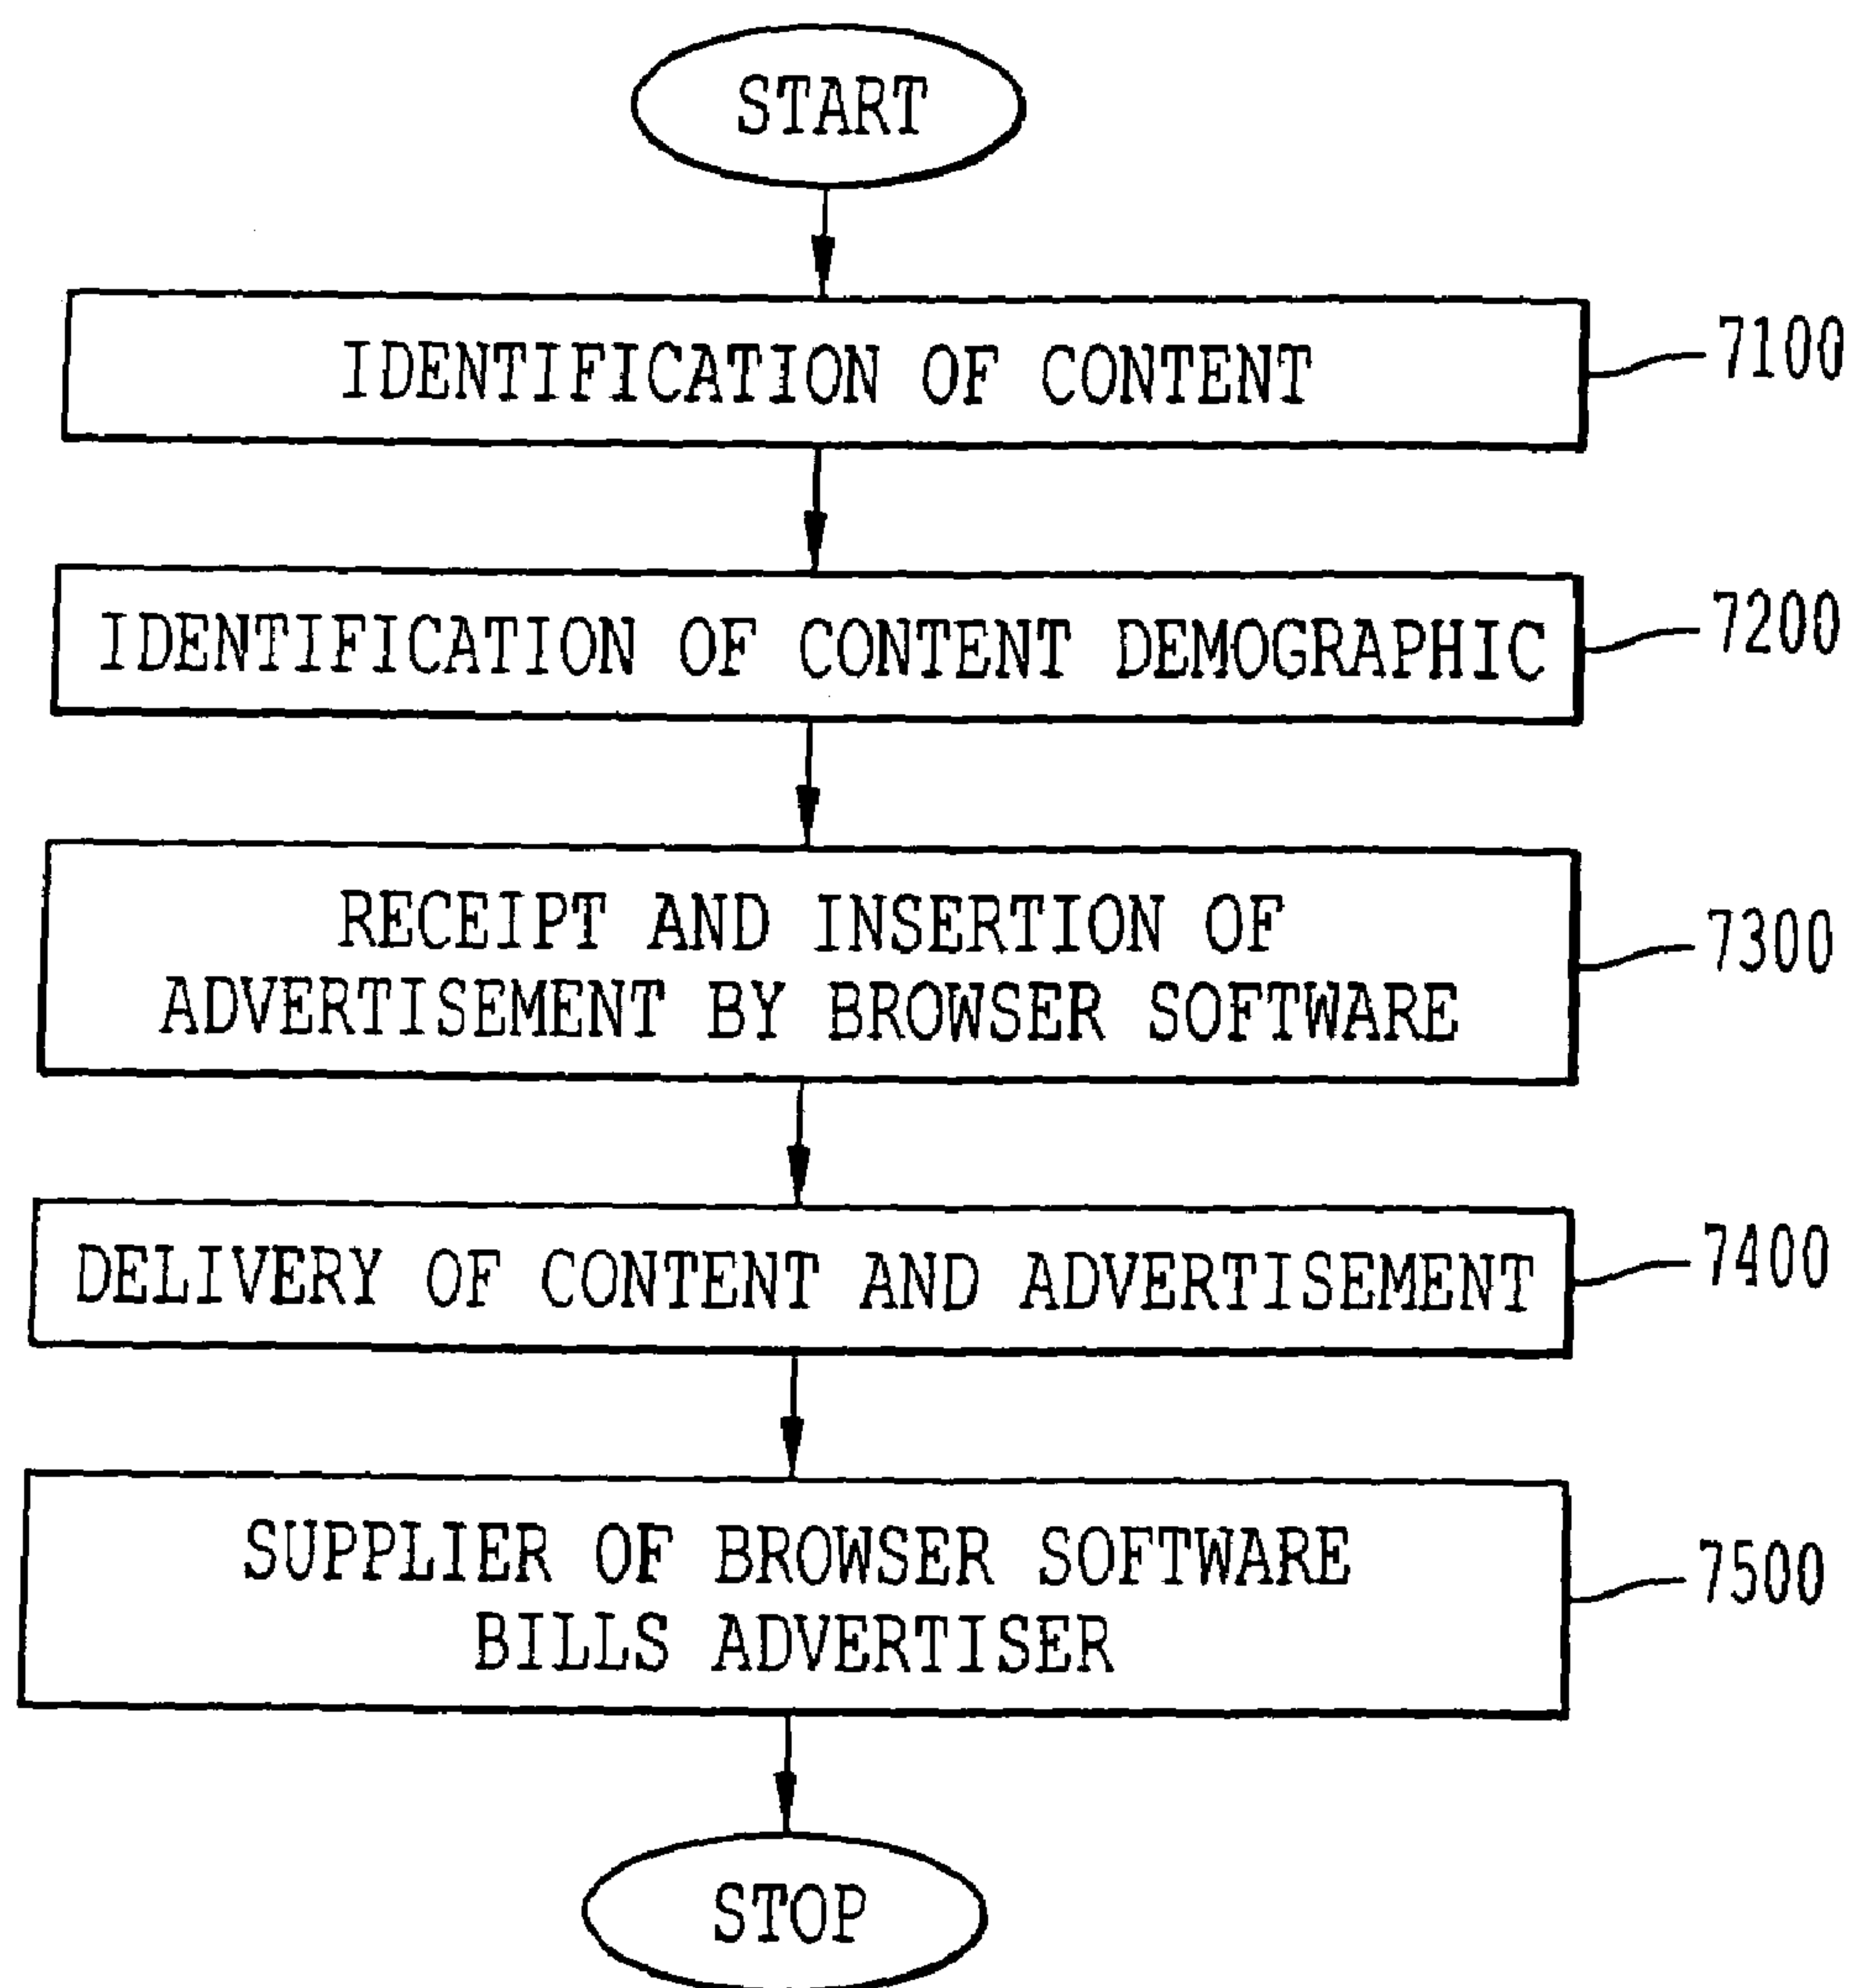 START
IDENTIFICATION OF CONTENT
7100
IDENTIFICATION OF CONTENT DEMOGRAPHIC
7200
RECEIPT AND INSERTION OF
ADVERTISEMENT BY BROWSER SOFTWARE
7300
DELIVERY OF CONTENT AND ADVERTISEMENT
7400
SUPPLIER OF BROWSER SOFTWARE
BILLS ADVERTISER
7500
STOP